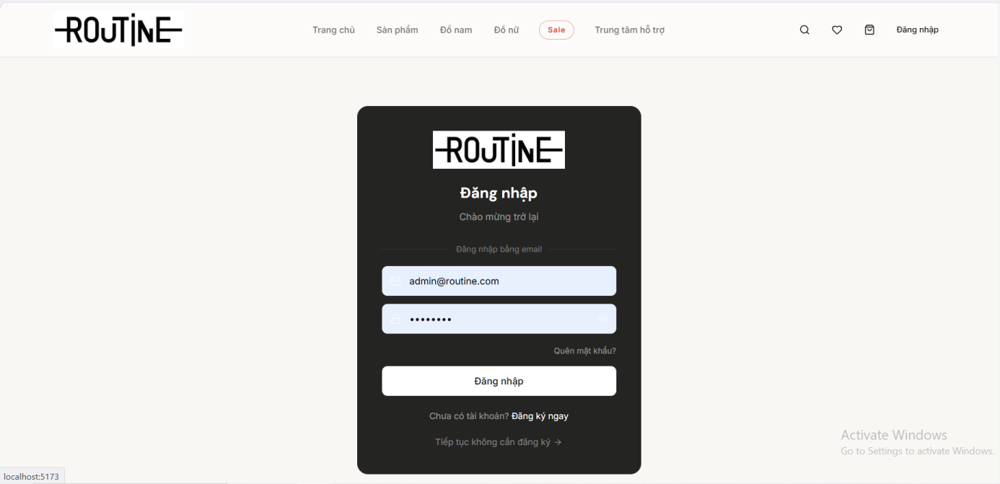 ROUTINE
Trang chủ Sản phẩm Đồ nam Đồ nữ Sale Trung tâm hỗ trợ Đăng nhập
ROUTINE
Đăng nhập
Chào mừng trở lại
Đăng nhập bằng email
admin@routine.com
••••••••
Quên mật khẩu?
Đăng nhập
Chưa có tài khoản? Đăng ký ngay
Tiếp tục không cần đăng ký →
Activate Windows
Go to Settings to activate Windows.
localhost:5173